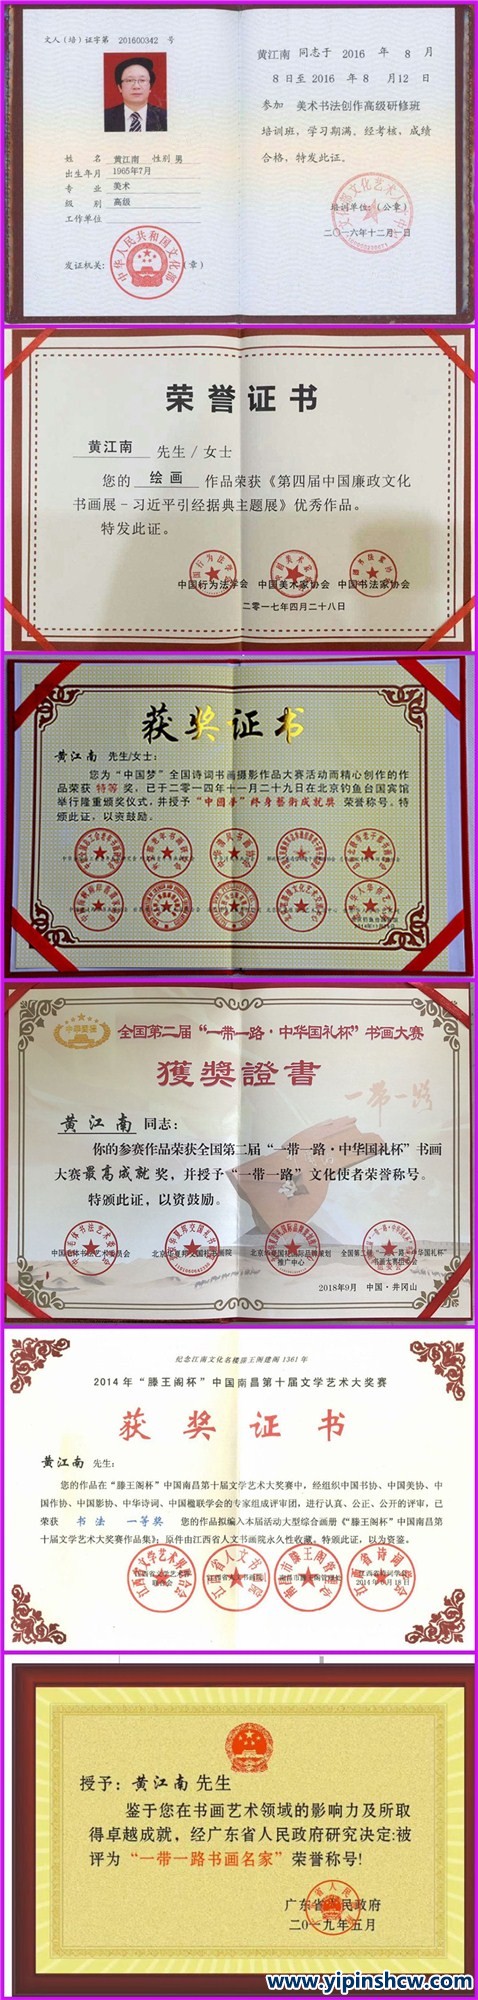 文人（培）证字第 201600342 号
姓名 黄江南 性别 男
出生年月 1965年7月
专业 美术
级别 高级
工作单位
发证机关： （章）
中华人民共和国文化部
黄江南 同志于 2016 年 8 月
8 日至 2016 年 8 月 12 日
参加 美术书法创作高级研修班
培训班，学习期满。经考核，成绩
合格，特发此证。
培训单位：（公章）
二〇一六年十二月一日
荣誉证书
黄江南 先生/女士
您的 绘画 作品荣获《第四届中国廉政文化
书画展－习近平引经据典主题展》优秀作品。
特发此证。
中国行为法学会 中国美术家协会 中国书法家协会
二零一七年四月二十八日
获奖证书
黄江南 先生/女士：
您为“中国梦”全国诗词书画摄影作品大赛活动而精心创作的作
品荣获 特等 奖，已于二零一四年十一月二十九日在北京钓鱼台国宾馆
举行隆重颁奖仪式，并授予“中国梦”终身藝術成就獎 荣誉称号。特
颁此证，以资鼓励。
全国第二届“一带一路·中华国礼杯”书画大赛
獲獎證書
一带一路
黄江南 同志：
你的参赛作品荣获全国第二届“一带一路·中华国礼杯”书画
大赛最高成就奖，并授予“一带一路”文化使者荣誉称号。
特颁此证，以资鼓励。
推广中心
2018年9月 中国·井冈山
纪念江南文化名楼滕王阁建阁1361年
2014年“滕王阁杯”中国南昌第十届文学艺术大奖赛
获奖证书
黄江南 先生：
您的作品在“滕王阁杯”中国南昌第十届文学艺术大奖赛中，经组织中国书协、中国美协、中
国作协、中国影协、中华诗词、中国楹联学会的专家组成评审团，进行认真、公正、公开的评审，已
荣获 书法 一等奖 您的作品拟编入本届活动大型综合画册《“滕王阁杯”中国南昌第
十届文学艺术大奖赛作品集》；原件由江西省人文书画院永久性收藏。特颁此证，以为资鉴。
2014年10月18日
授予：黄江南先生
鉴于您在书画艺术领域的影响力及所取
得卓越成就，经广东省人民政府研究决定：被
评为“一带一路书画名家”荣誉称号！
广东省人民政府
二〇一九年五月
www.yipinshcw.com